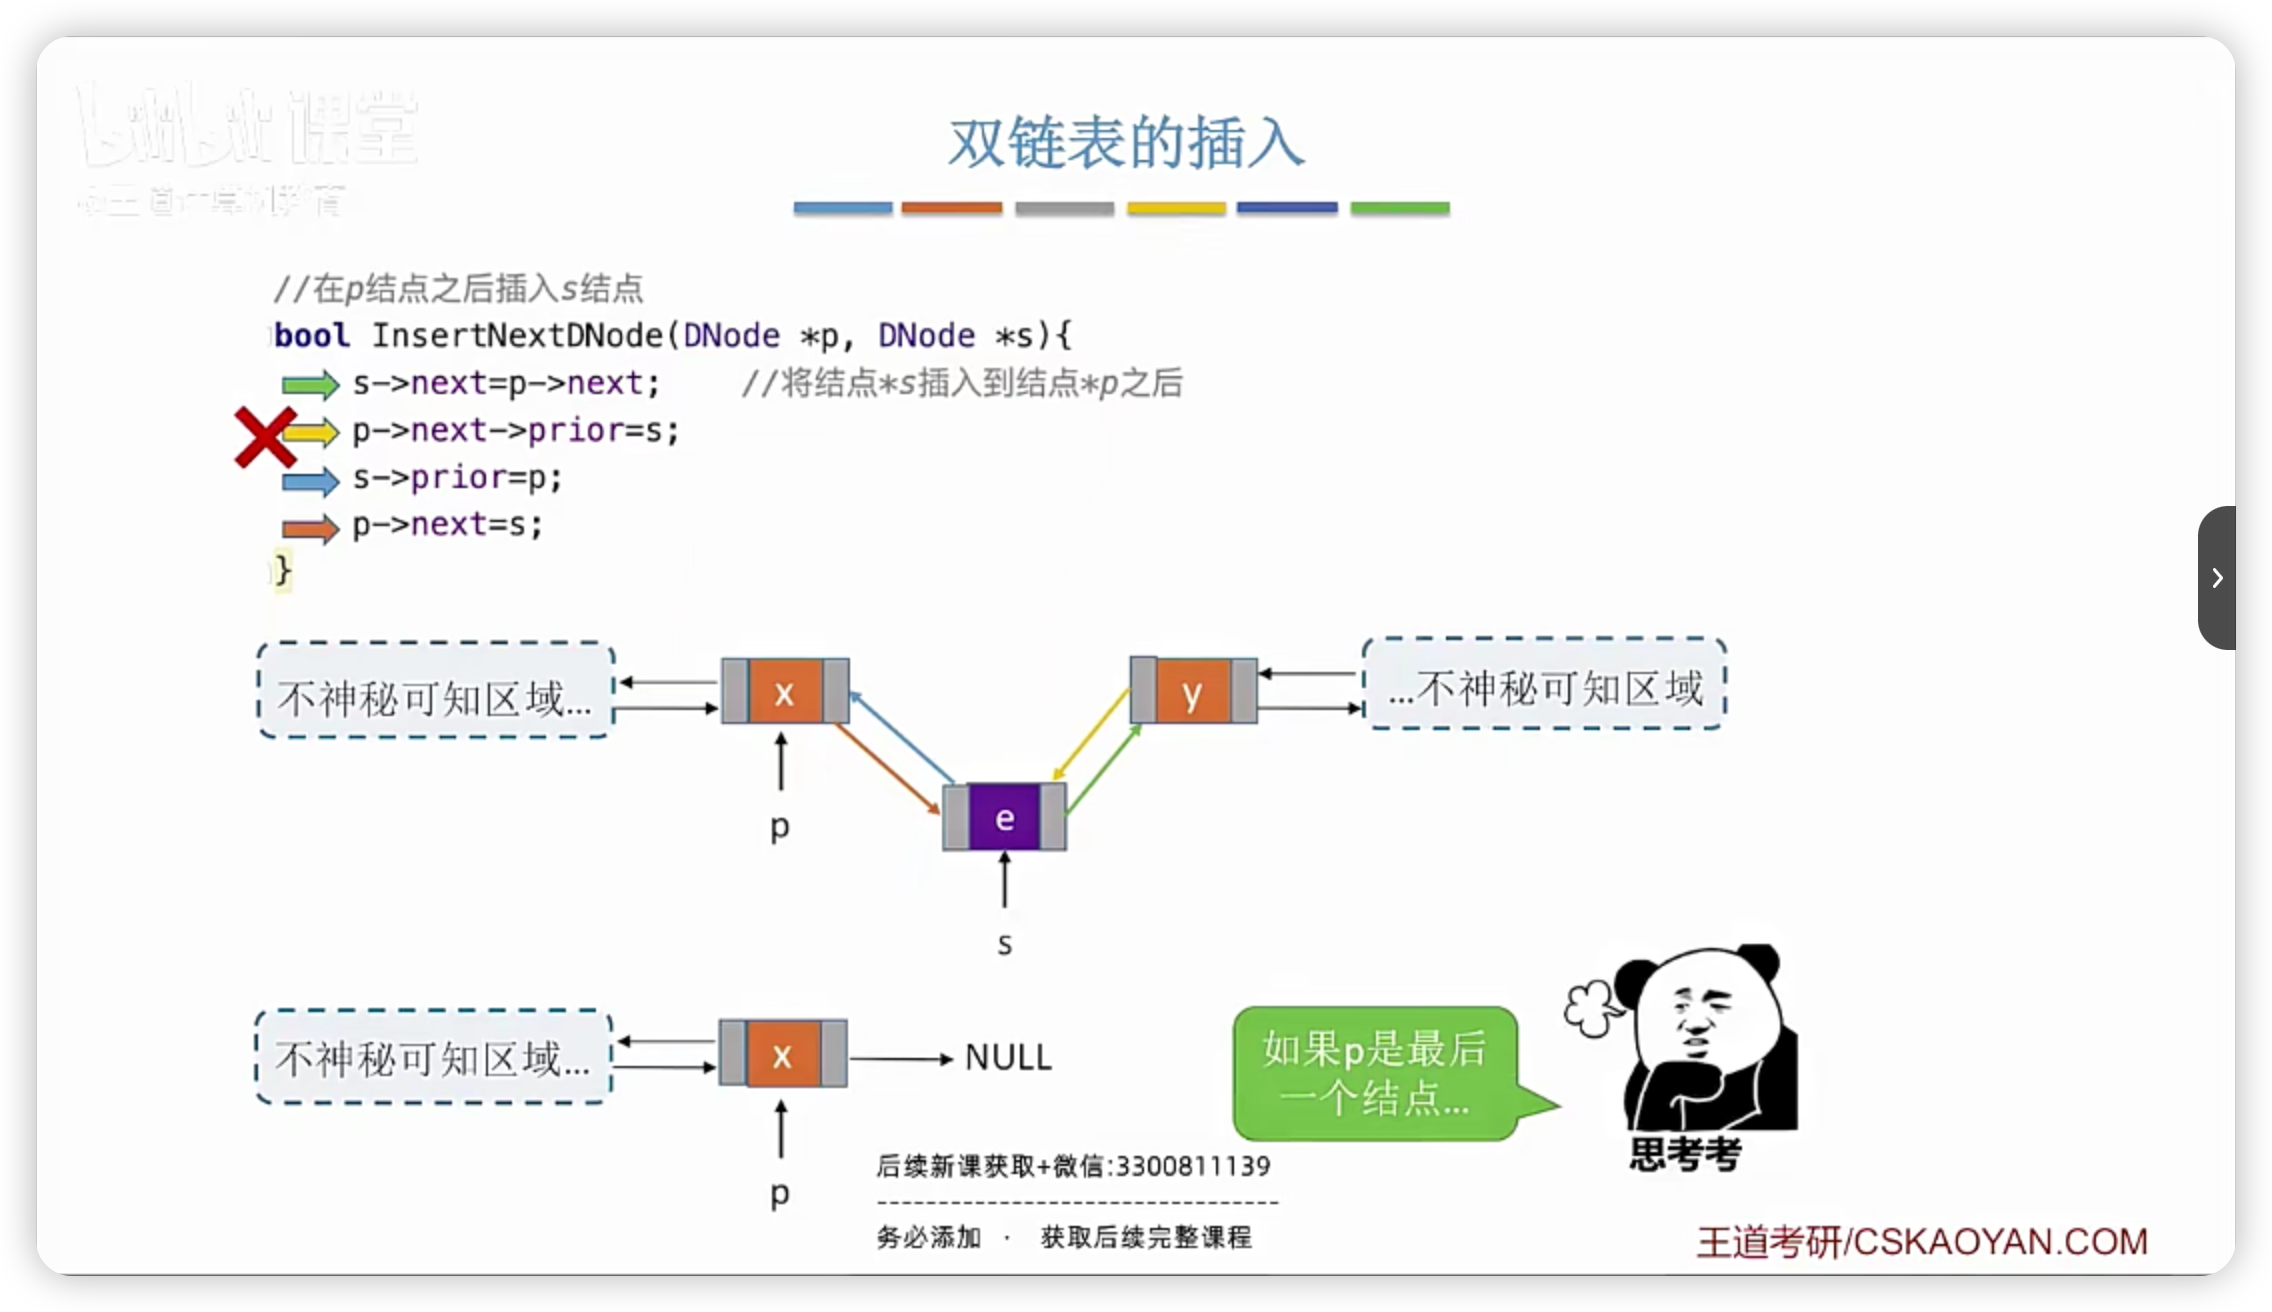 bilibili 课堂
双链表的插入
//在p结点之后插入s结点
bool InsertNextDNode(DNode *p, DNode *s){
s->next=p->next; //将结点*s插入到结点*p之后
p->next->prior=s;
s->prior=p;
p->next=s;
}
不神秘可知区域...
x
y
...不神秘可知区域
p
e
s
不神秘可知区域...
x
NULL
如果p是最后
一个结点...
思考考
p
后续新课获取+微信:3300811139
--------------------------------
务必添加 · 获取后续完整课程
王道考研/CSKAOYAN.COM